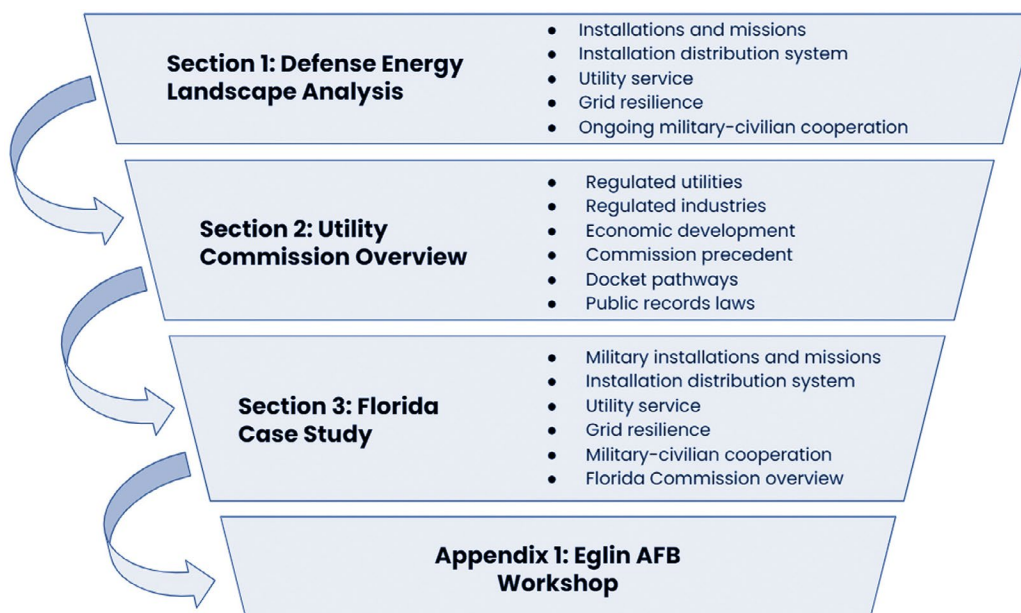 Section 1: Defense Energy
Landscape Analysis
• Installations and missions
• Installation distribution system
• Utility service
• Grid resilience
• Ongoing military-civilian cooperation
Section 2: Utility
Commission Overview
• Regulated utilities
• Regulated industries
• Economic development
• Commission precedent
• Docket pathways
• Public records laws
Section 3: Florida
Case Study
• Military installations and missions
• Installation distribution system
• Utility service
• Grid resilience
• Military-civilian cooperation
• Florida Commission overview
Appendix 1: Eglin AFB
Workshop